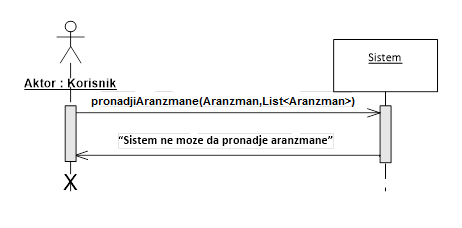 Sistem
Aktor : Korisnik
pronadjiAranzmane(Aranzman,List<Aranzman>)
“Sistem ne moze da pronadje aranzmane”
X